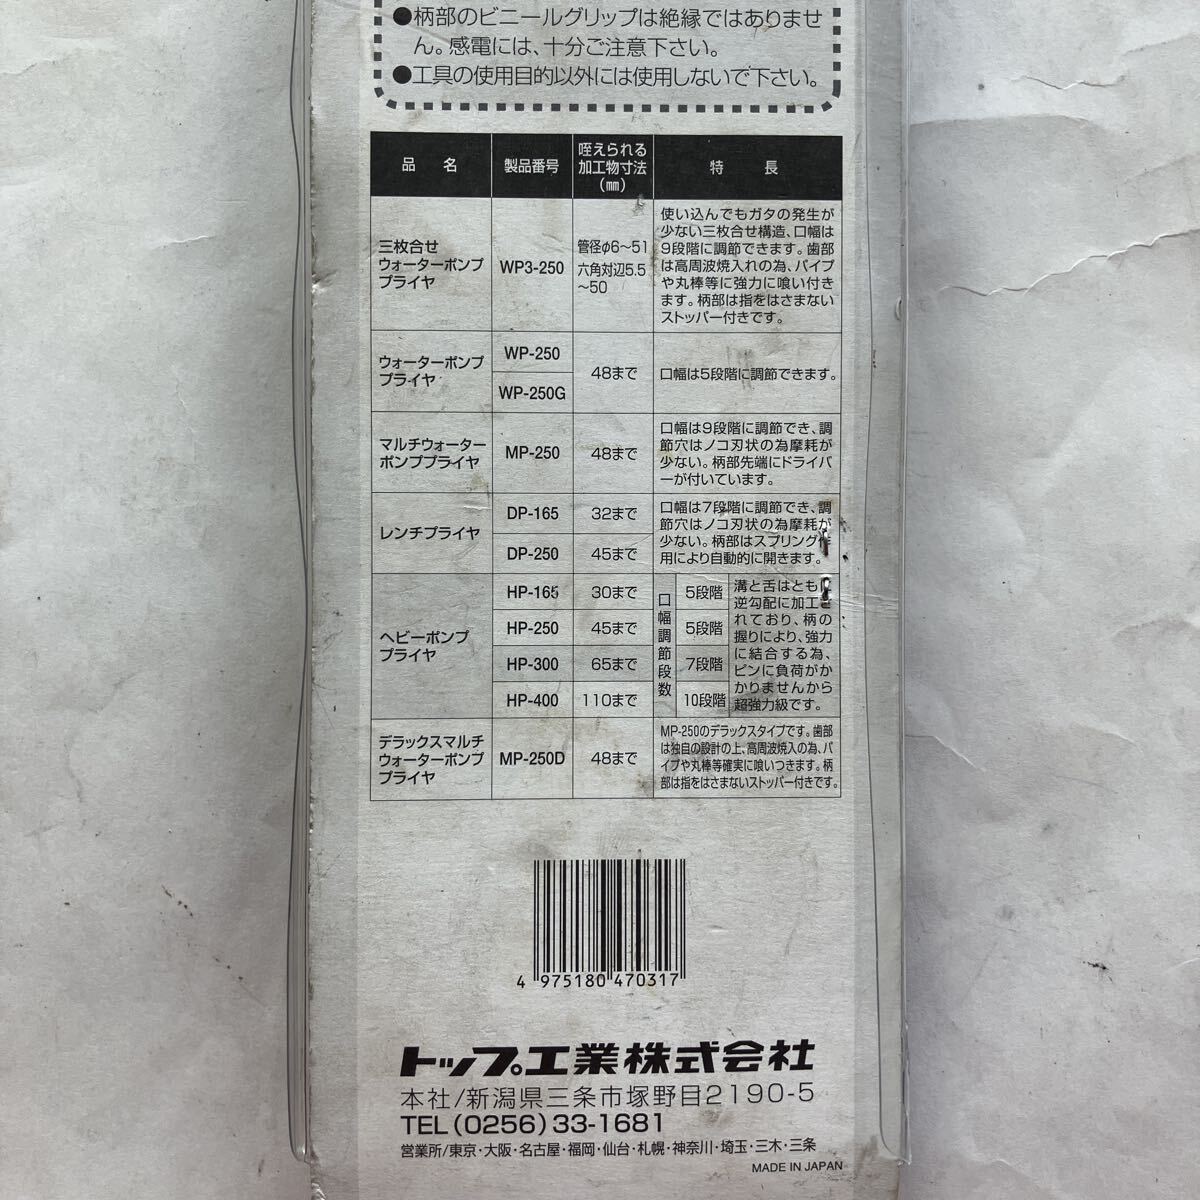 ●柄部のビニールグリップは絶縁ではありませ
ん。感電には、十分ご注意下さい。
●工具の使用目的以外には使用しないで下さい。
品 名
製品番号
咥えられる
加工物寸法
(㎜)
特 長
三枚合せ
ウォーターポンプ
プライヤ
WP3-250
管径φ6〜51
六角対辺5.5
〜50
使い込んでもガタの発生が
少ない三枚合せ構造、口幅は
9段階に調節できます。歯部
は高周波焼入れの為、パイプ
や丸棒等に強力に喰い付き
ます。柄部は指をはさまない
ストッパー付きです。
ウォーターポンプ
プライヤ
WP-250
WP-250G
48まで
口幅は5段階に調節できます。
マルチウォーター
ポンププライヤ
MP-250
48まで
口幅は9段階に調節でき、調
節穴はノコ刃状の為摩耗が
少ない。柄部先端にドライバ
ーが付いています。
レンチプライヤ
DP-165
32まで
DP-250
45まで
口幅は7段階に調節でき、調
節穴はノコ刃状の為摩耗が
少ない。柄部はスプリング作
用により自動的に開きます。
ヘビーポンプ
プライヤ
HP-165
30まで
HP-250
45まで
HP-300
65まで
HP-400
110まで
口幅調節段数
5段階
5段階
7段階
10段階
溝と舌はともに
逆勾配に加工さ
れており、柄の
握りにより、強力
に結合する為、
ピンに負荷がか
かりませんから
超強力級です。
デラックスマルチ
ウォーターポンプ
プライヤ
MP-250D
48まで
MP-250のデラックスタイプです。歯部
は独自の設計の上、高周波焼入の為、パ
イプや丸棒等確実に喰いつきます。柄
部は指をはさまないストッパー付きです。
4 975180 470317
トップ工業株式会社
本社/新潟県三条市塚野目2190-5
TEL(0256)33-1681
営業所/東京・大阪・名古屋・福岡・仙台・札幌・神奈川・埼玉・三木・三条
MADE IN JAPAN